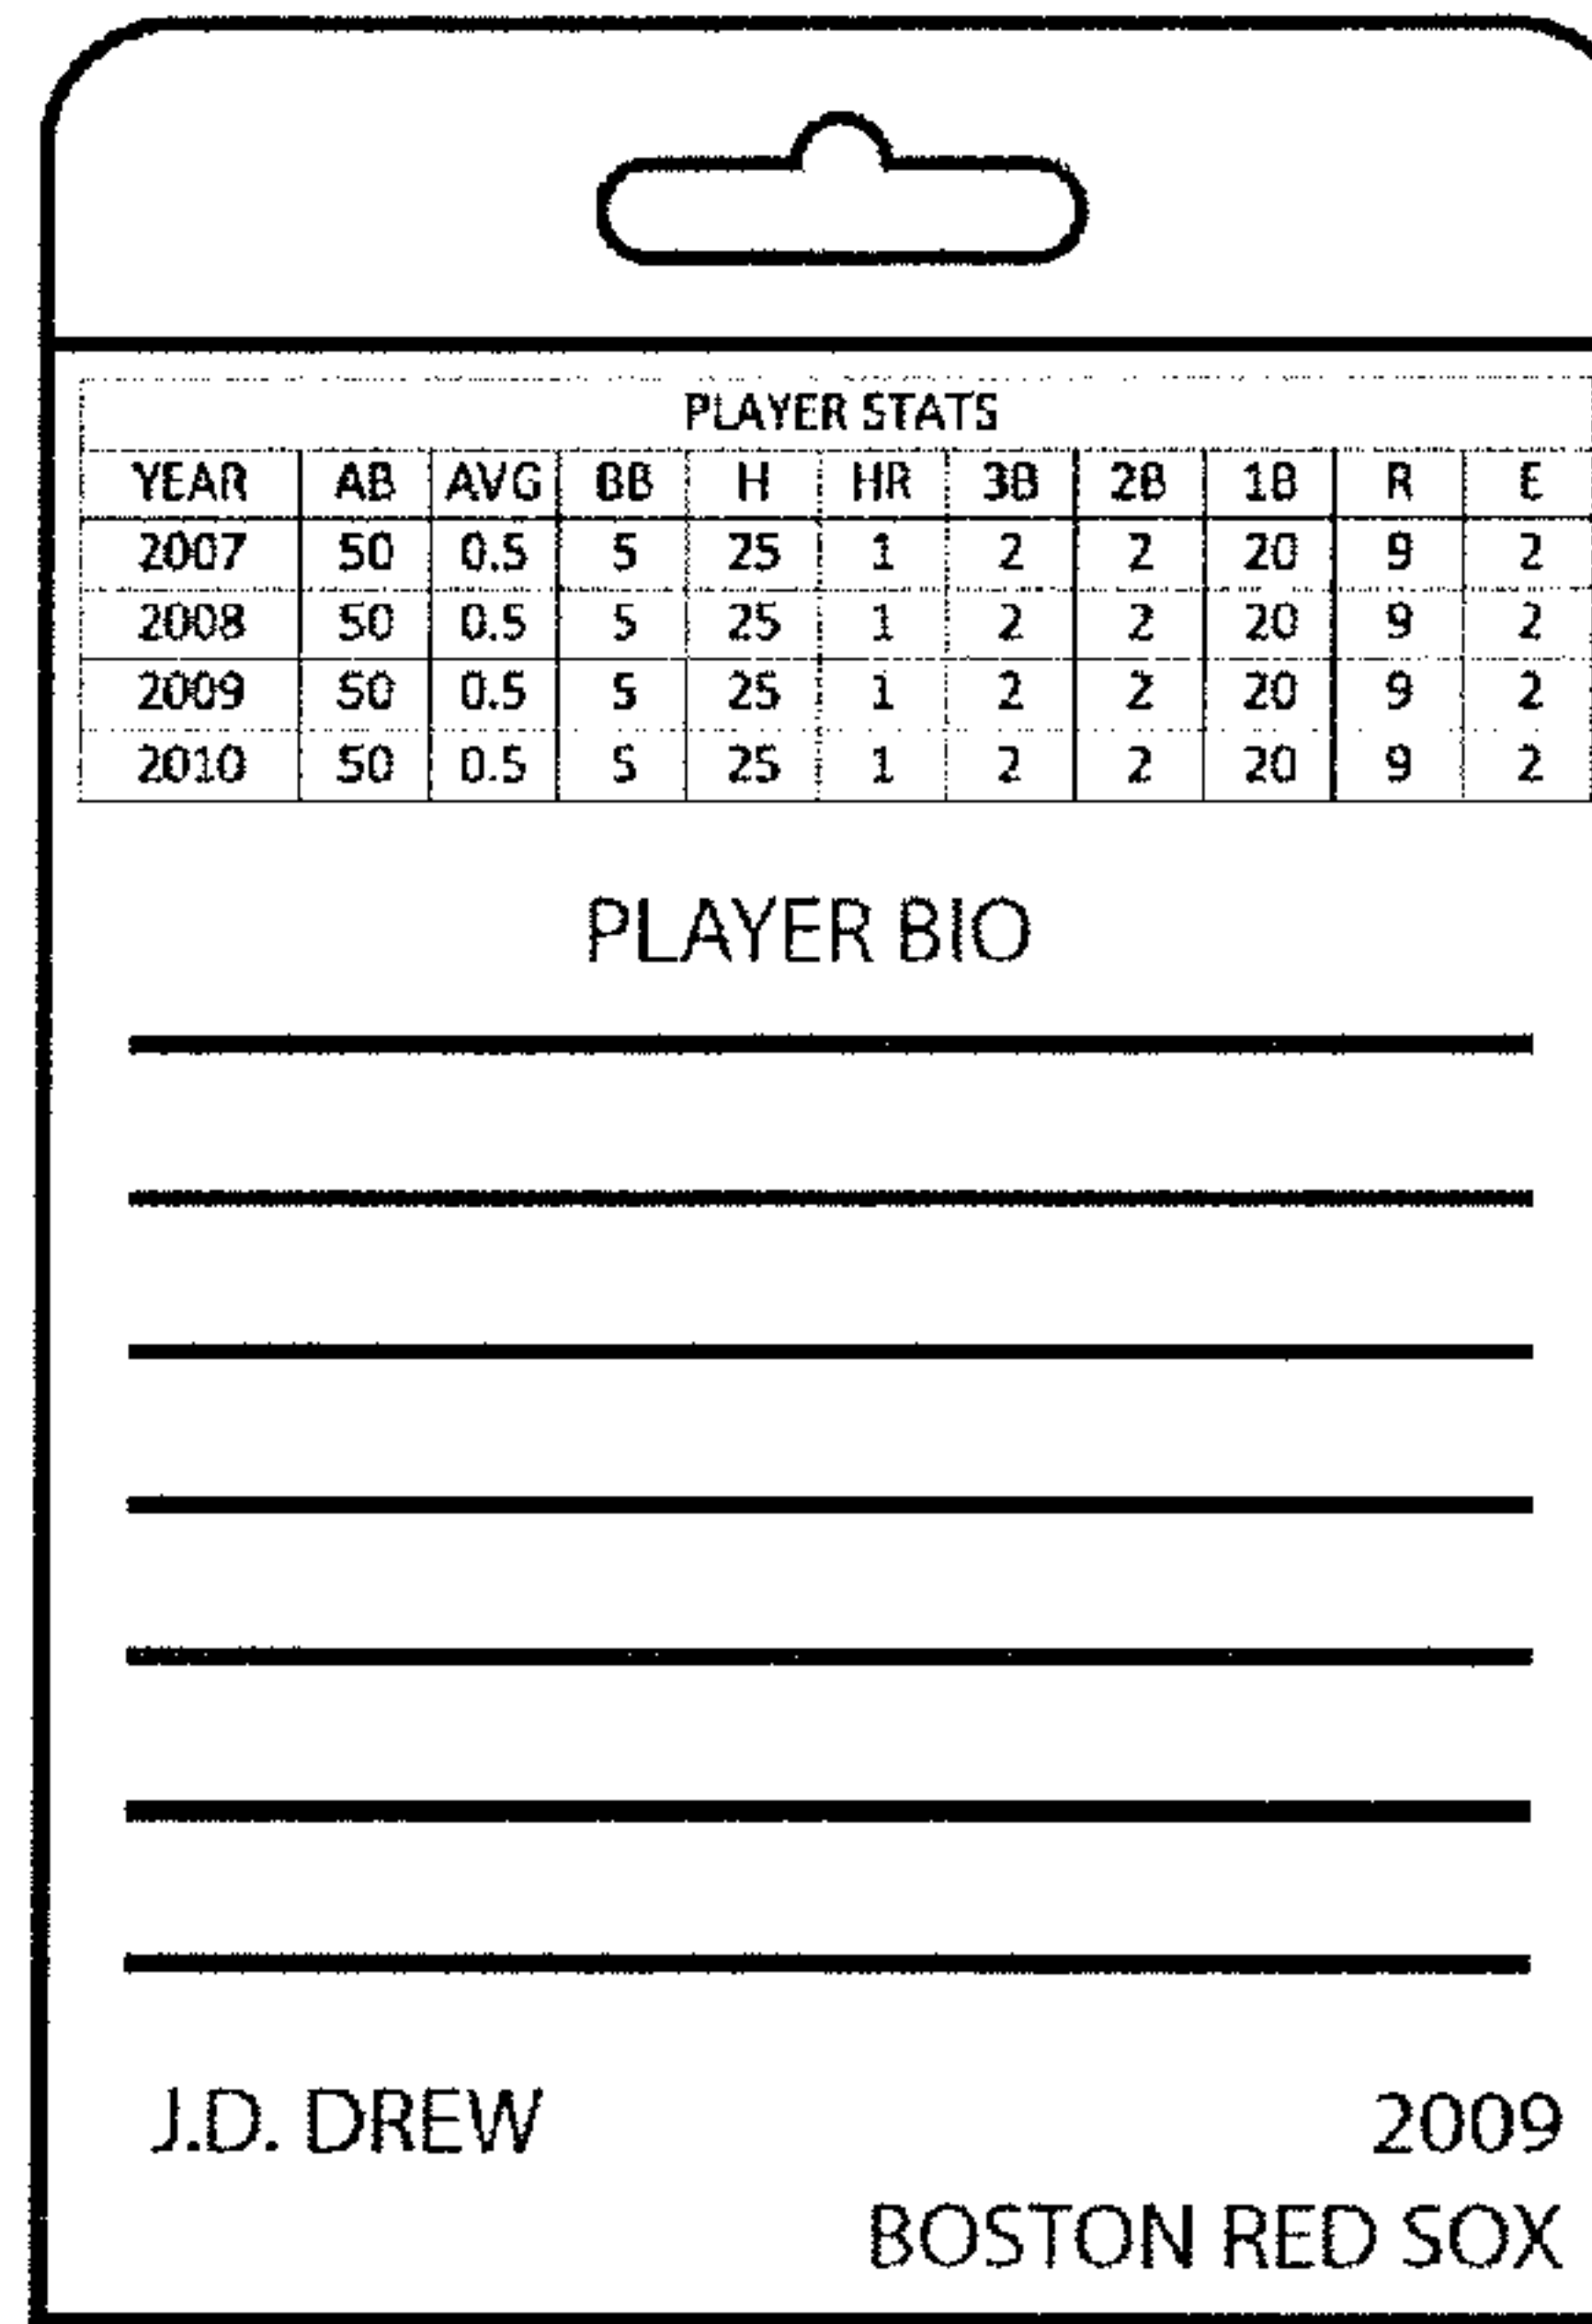 PLAYER STATS
YEAR AB AVG BB H HR 3B 2B 1B R E
2007 50 0.5 5 25 1 2 2 20 9 2
2008 50 0.5 5 25 1 2 2 20 9 2
2009 50 0.5 5 25 1 2 2 20 9 2
2010 50 0.5 5 25 1 2 2 20 9 2
PLAYER BIO
J.D. DREW 2009
BOSTON RED SOX